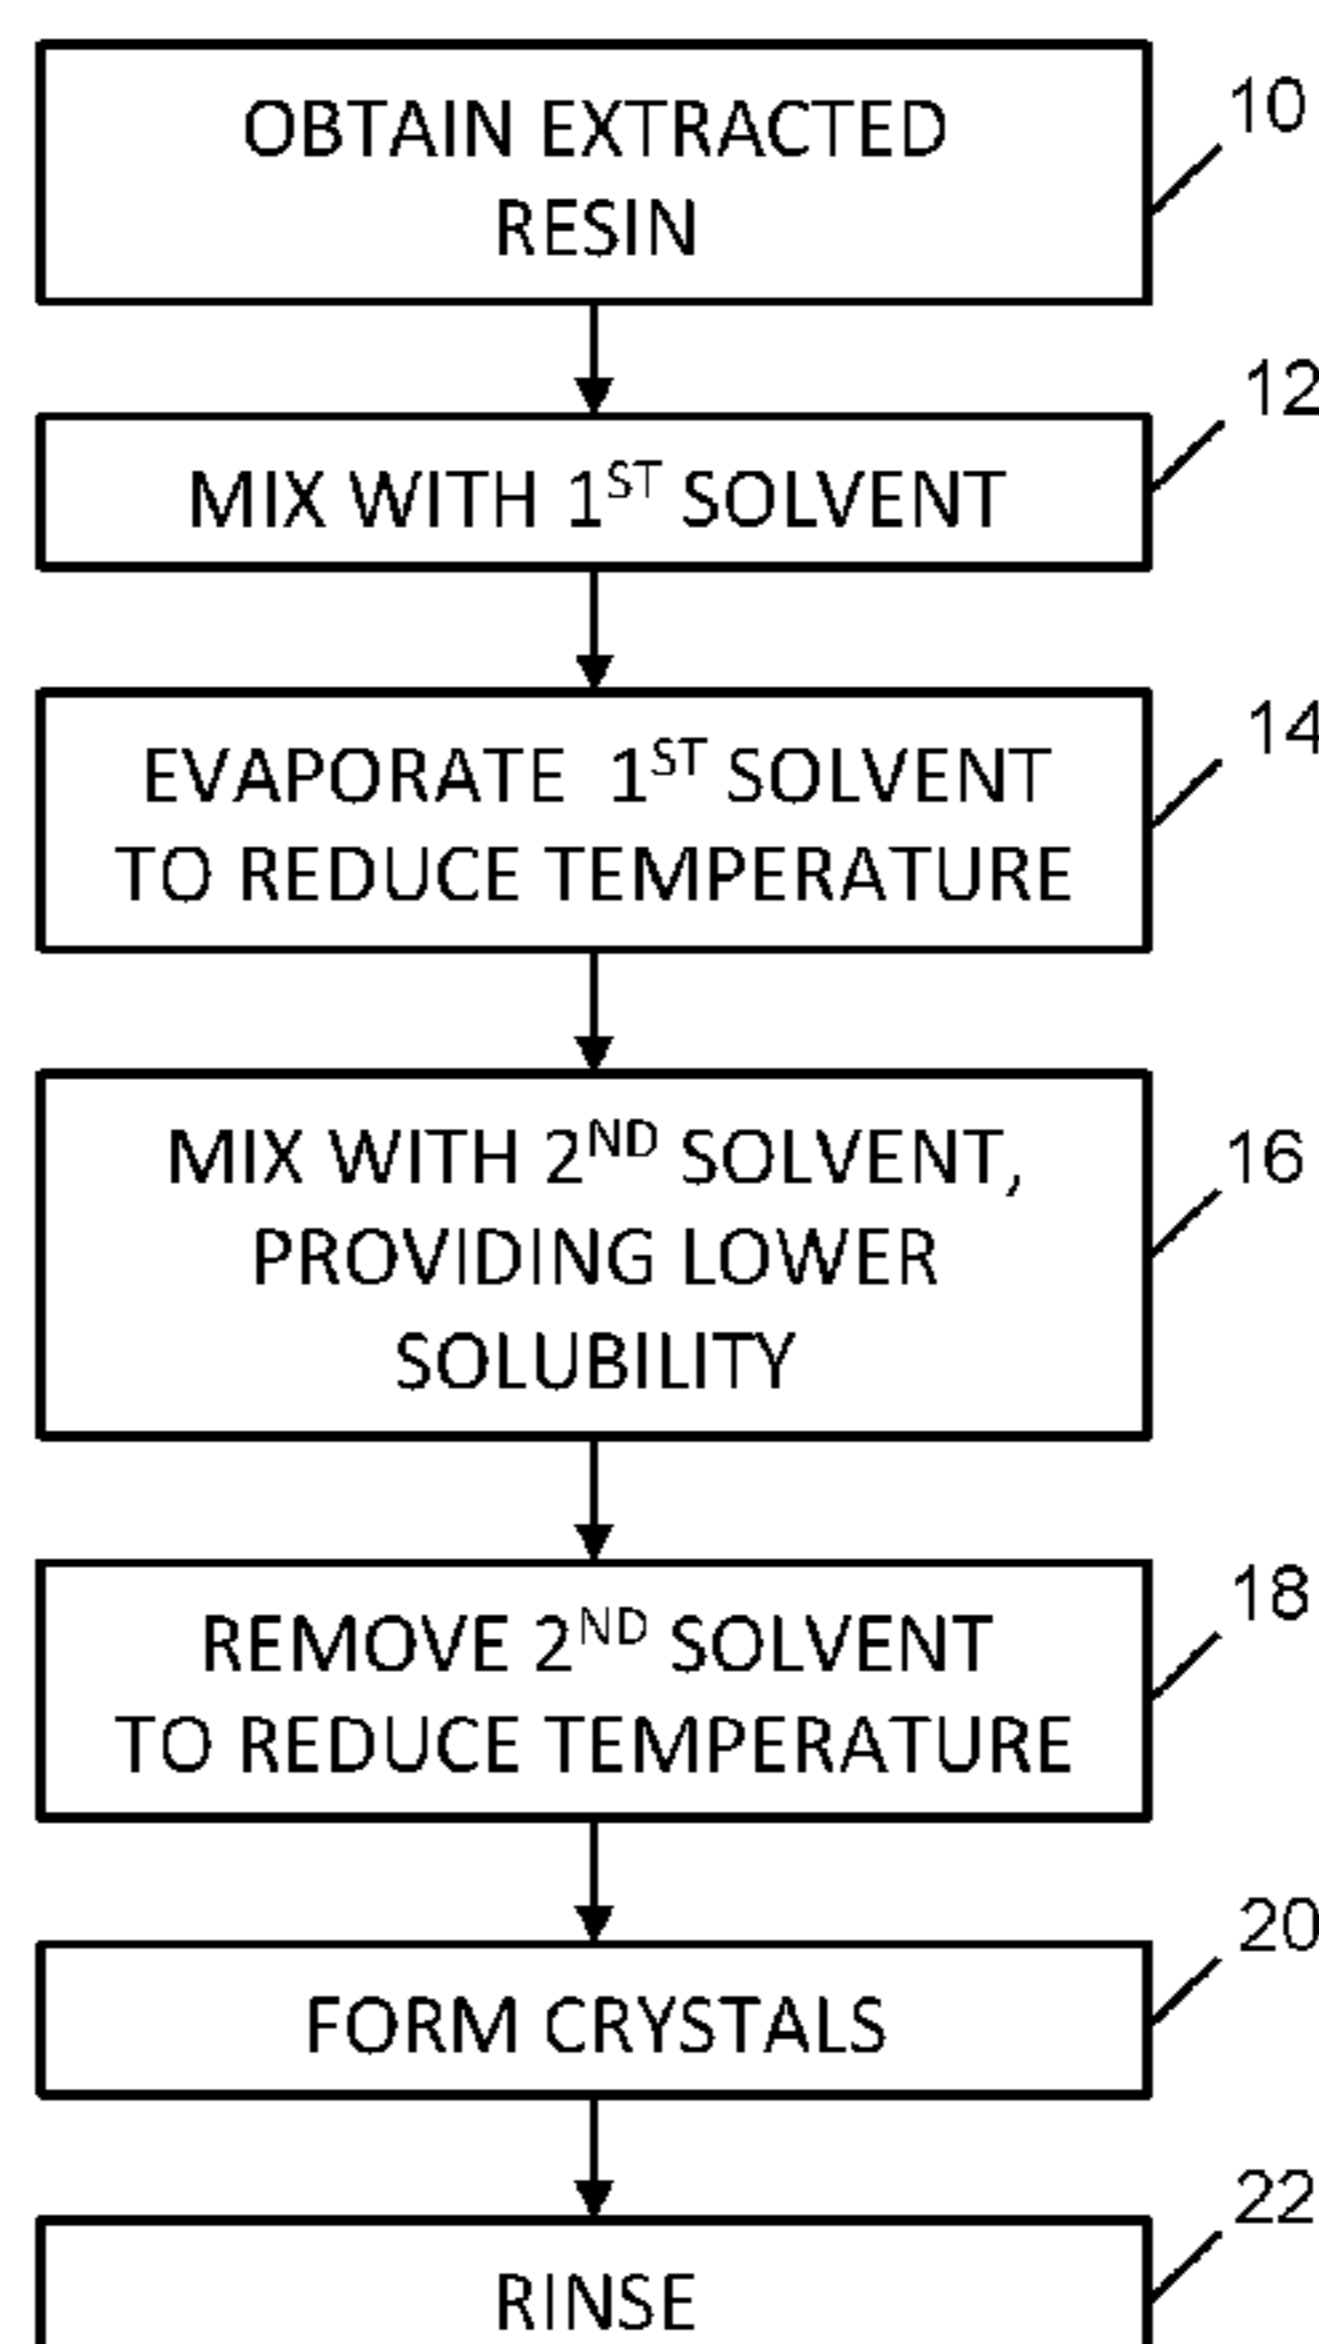 OBTAIN EXTRACTED
RESIN
10
MIX WITH 1ST SOLVENT
12
EVAPORATE 1ST SOLVENT
TO REDUCE TEMPERATURE
14
MIX WITH 2ND SOLVENT,
PROVIDING LOWER
SOLUBILITY
16
REMOVE 2ND SOLVENT
TO REDUCE TEMPERATURE
18
FORM CRYSTALS
20
RINSE
22